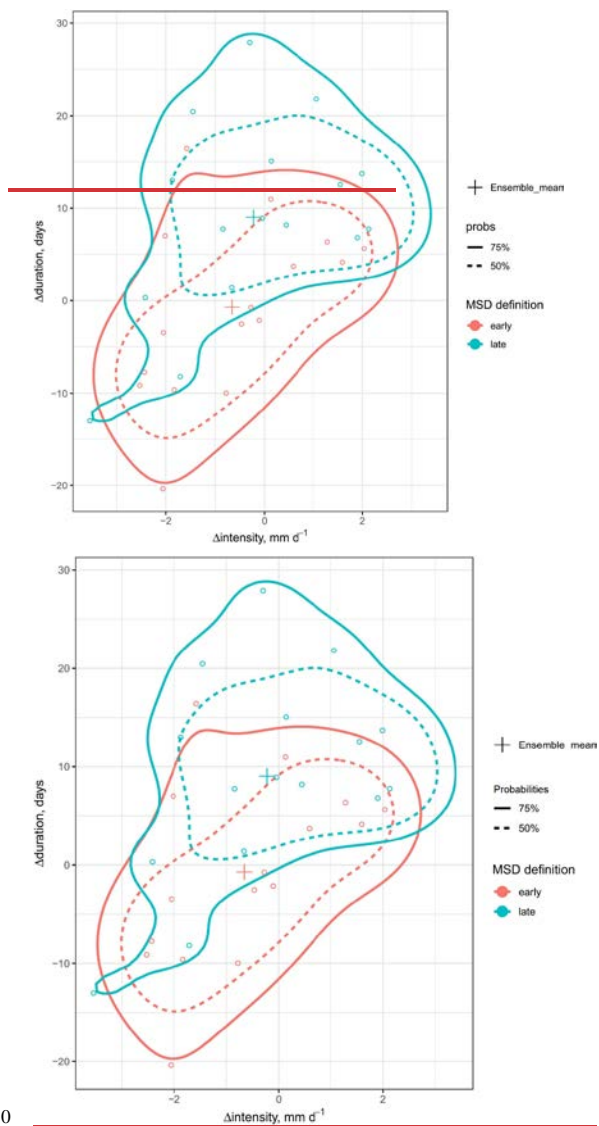 30
20
10
0
−10
−20
−2
0
2
Δduration, days
Δintensity, mm d⁻¹
Ensemble_mean
probs
75%
50%
MSD definition
early
late
30
20
10
0
−10
−20
−2
0
2
Δduration, days
Δintensity, mm d⁻¹
Ensemble mean
Probabilities
75%
50%
MSD definition
early
late
0